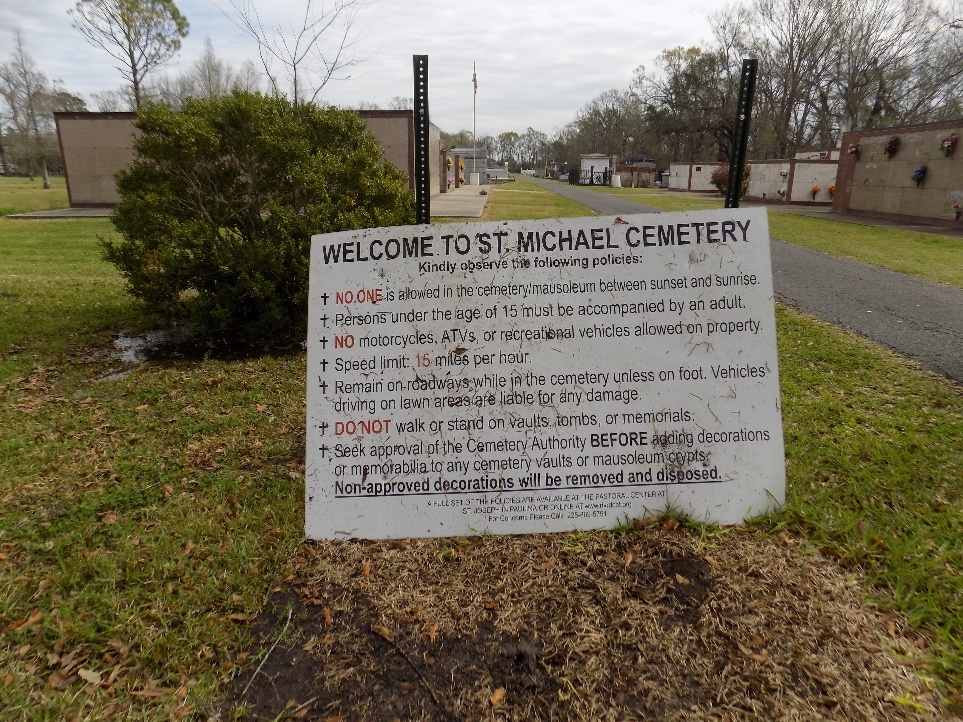 WELCOME TO ST. MICHAEL CEMETERY
Kindly observe the following policies:
✝ NO ONE is allowed in the cemetery/mausoleum between sunset and sunrise.
✝ Persons under the age of 15 must be accompanied by an adult.
✝ NO motorcycles, ATVs, or recreational vehicles allowed on property.
✝ Speed limit: 15 miles per hour.
✝ Remain on roadways while in the cemetery unless on foot. Vehicles
driving on lawn areas are liable for any damage.
✝ DO NOT walk or stand on vaults, tombs, or memorials.
✝ Seek approval of the Cemetery Authority BEFORE adding decorations
or memorabilia to any cemetery vaults or mausoleum crypts.
Non-approved decorations will be removed and disposed.
A FULL SET OF THE POLICIES ARE AVAILABLE AT THE PASTORAL CENTER AT
ST. JOSEPH IN PAULINA OR ONLINE AT
For Concerns Please Call: 225-869-5751